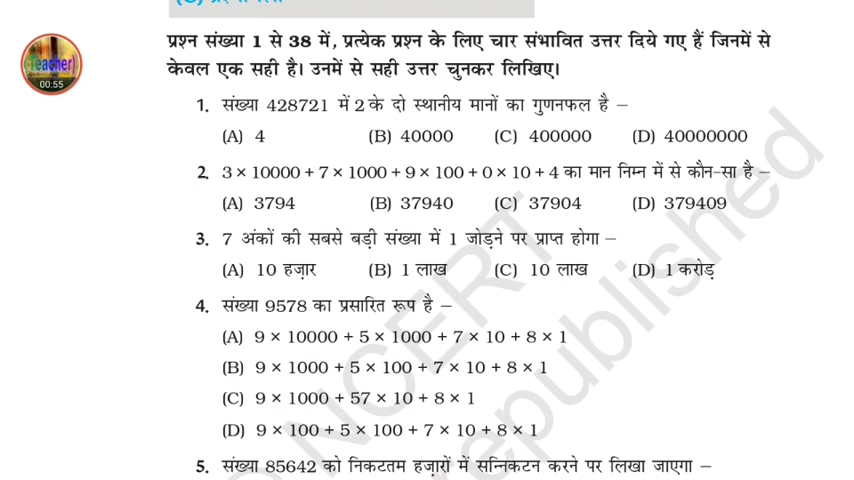 Teacher
00:55
प्रश्न संख्या 1 से 38 में, प्रत्येक प्रश्न के लिए चार संभावित उत्तर दिये गए हैं जिनमें से
केवल एक सही है। उनमें से सही उत्तर चुनकर लिखिए।
1. संख्या 428721 में 2 के दो स्थानीय मानों का गुणनफल है –
(A) 4 (B) 40000 (C) 400000 (D) 40000000
2. 3 × 10000 + 7 × 1000 + 9 × 100 + 0 × 10 + 4 का मान निम्न में से कौन-सा है –
(A) 3794 (B) 37940 (C) 37904 (D) 379409
3. 7 अंकों की सबसे बड़ी संख्या में 1 जोड़ने पर प्राप्त होगा –
(A) 10 हज़ार (B) 1 लाख (C) 10 लाख (D) 1 करोड़
4. संख्या 9578 का प्रसारित रूप है –
(A) 9 × 10000 + 5 × 1000 + 7 × 10 + 8 × 1
(B) 9 × 1000 + 5 × 100 + 7 × 10 + 8 × 1
(C) 9 × 1000 + 57 × 10 + 8 × 1
(D) 9 × 100 + 5 × 100 + 7 × 10 + 8 × 1
5. संख्या 85642 को निकटतम हज़ारों में सन्निकटन करने पर लिखा जाएगा –
NCERT
republished